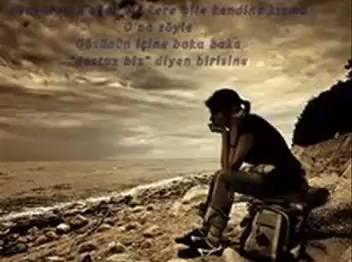 bile kendine kızma
O'na söyle
Gözünün içine baka baka
"dostuz biz" diyen birisine